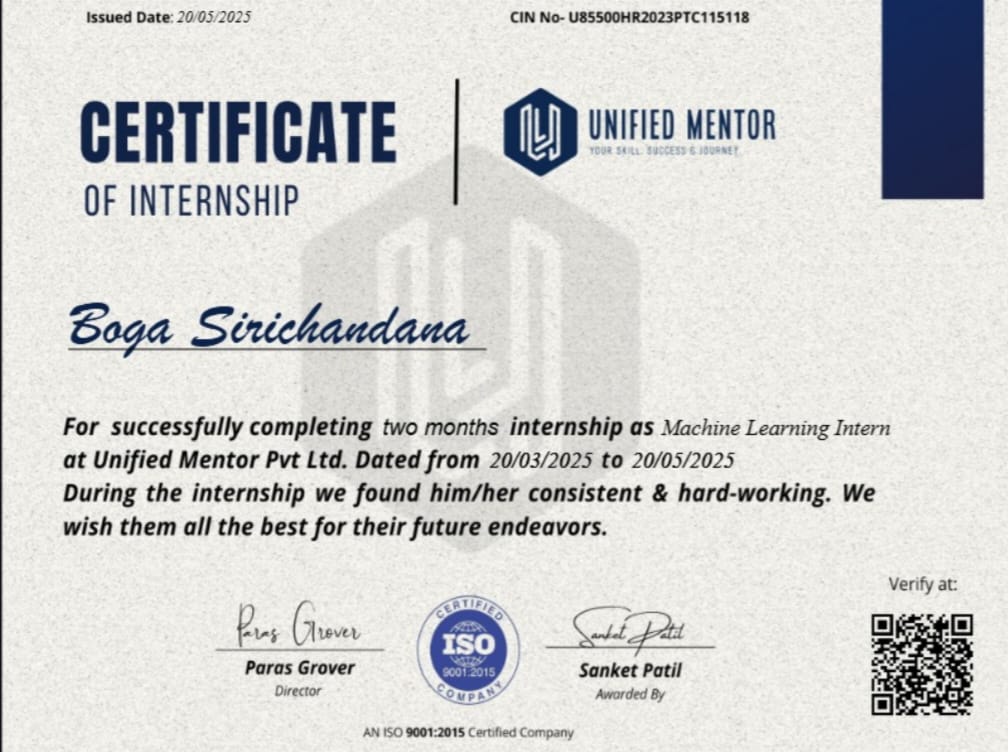 Issued Date: 20/05/2025
CIN No- U85500HR2023PTC115118
CERTIFICATE
OF INTERNSHIP
UNIFIED MENTOR
YOUR SKILL, SUCCESS & JOURNEY
Boga Sirichandana
For successfully completing two months internship as Machine Learning Intern
at Unified Mentor Pvt Ltd. Dated from 20/03/2025 to 20/05/2025
During the internship we found him/her consistent & hard-working. We
wish them all the best for their future endeavors.
Verify at:
Paras Grover
Paras Grover
Director
CERTIFIED
ISO
9001:2015
COMPANY
Sanket Patil
Sanket Patil
Awarded By
AN ISO 9001:2015 Certified Company